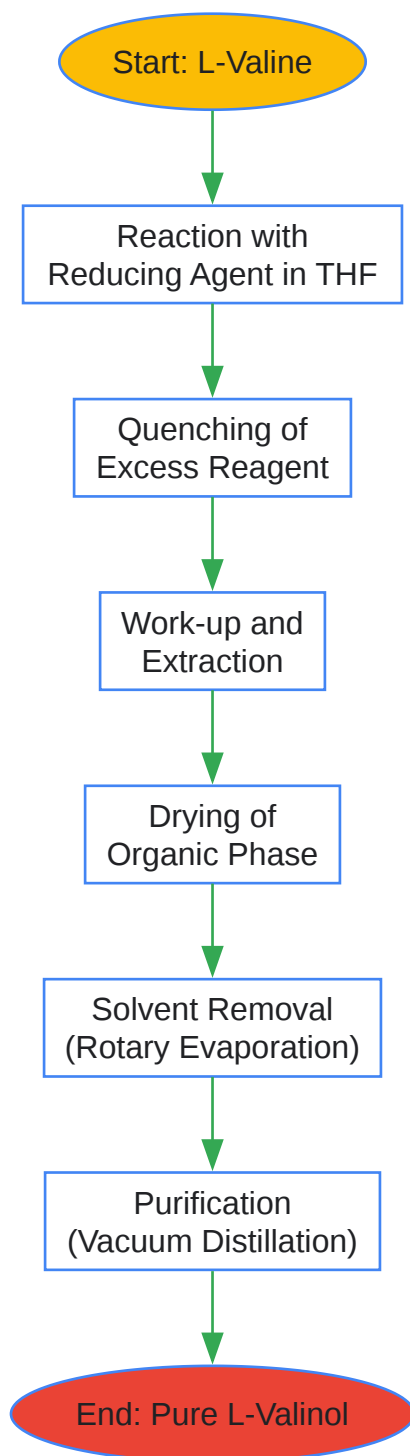 Start: L-Valine
Reaction with
Reducing Agent in THF
Quenching of
Excess Reagent
Work-up and
Extraction
Drying of
Organic Phase
Solvent Removal
(Rotary Evaporation)
Purification
(Vacuum Distillation)
End: Pure L-Valinol